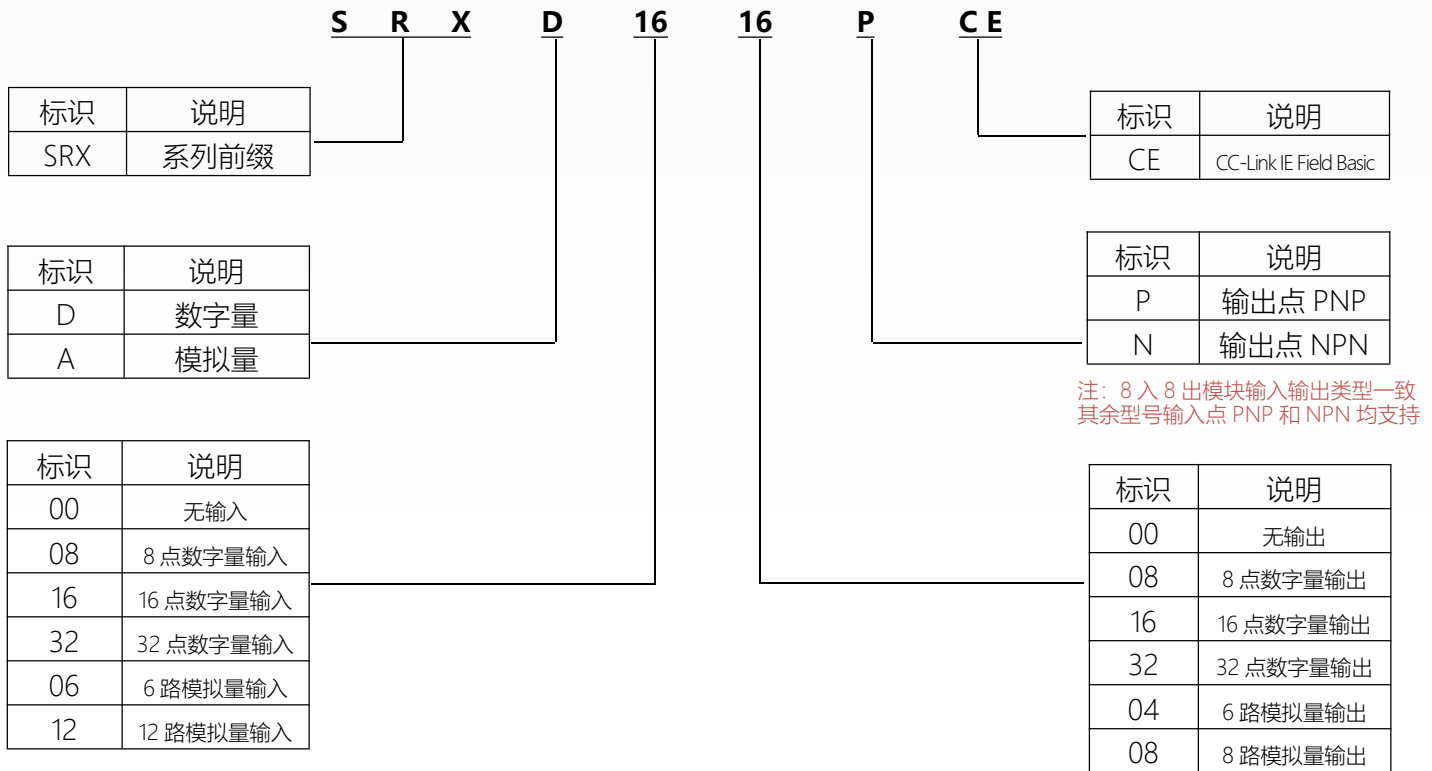 S R X D 16 16 P C E
标识 说明
SRX 系列前缀
标识 说明
D 数字量
A 模拟量
标识 说明
00 无输入
08 8 点数字量输入
16 16 点数字量输入
32 32 点数字量输入
06 6 路模拟量输入
12 12 路模拟量输入
标识 说明
CE CC-Link IE Field Basic
标识 说明
P 输出点 PNP
N 输出点 NPN
注：8 入 8 出模块输入输出类型一致
其余型号输入点 PNP 和 NPN 均支持
标识 说明
00 无输出
08 8 点数字量输出
16 16 点数字量输出
32 32 点数字量输出
04 6 路模拟量输出
08 8 路模拟量输出